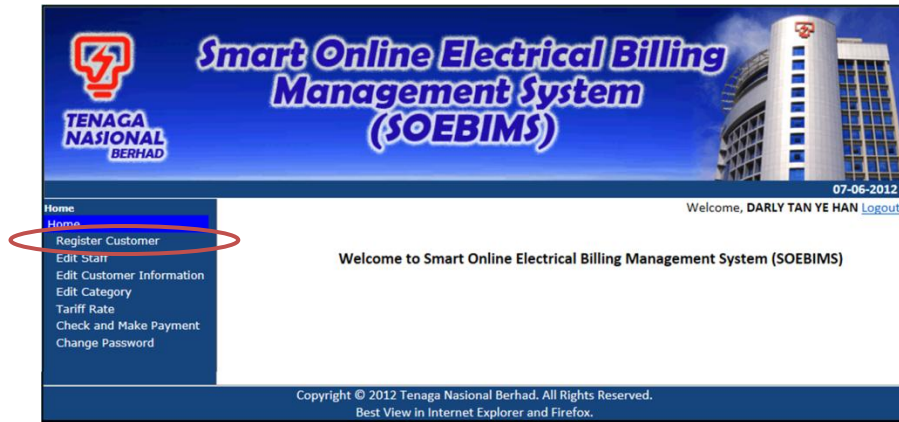 Smart Online Electrical Billing
Management System
(SOEBIMS)
TENAGA
NASIONAL
BERHAD
07-06-2012
Welcome, DARLY TAN YE HAN Logout
Home
Home
Register Customer
Edit Staff
Edit Customer Information
Edit Category
Tariff Rate
Check and Make Payment
Change Password
Welcome to Smart Online Electrical Billing Management System (SOEBIMS)
Copyright © 2012 Tenaga Nasional Berhad. All Rights Reserved.
Best View in Internet Explorer and Firefox.